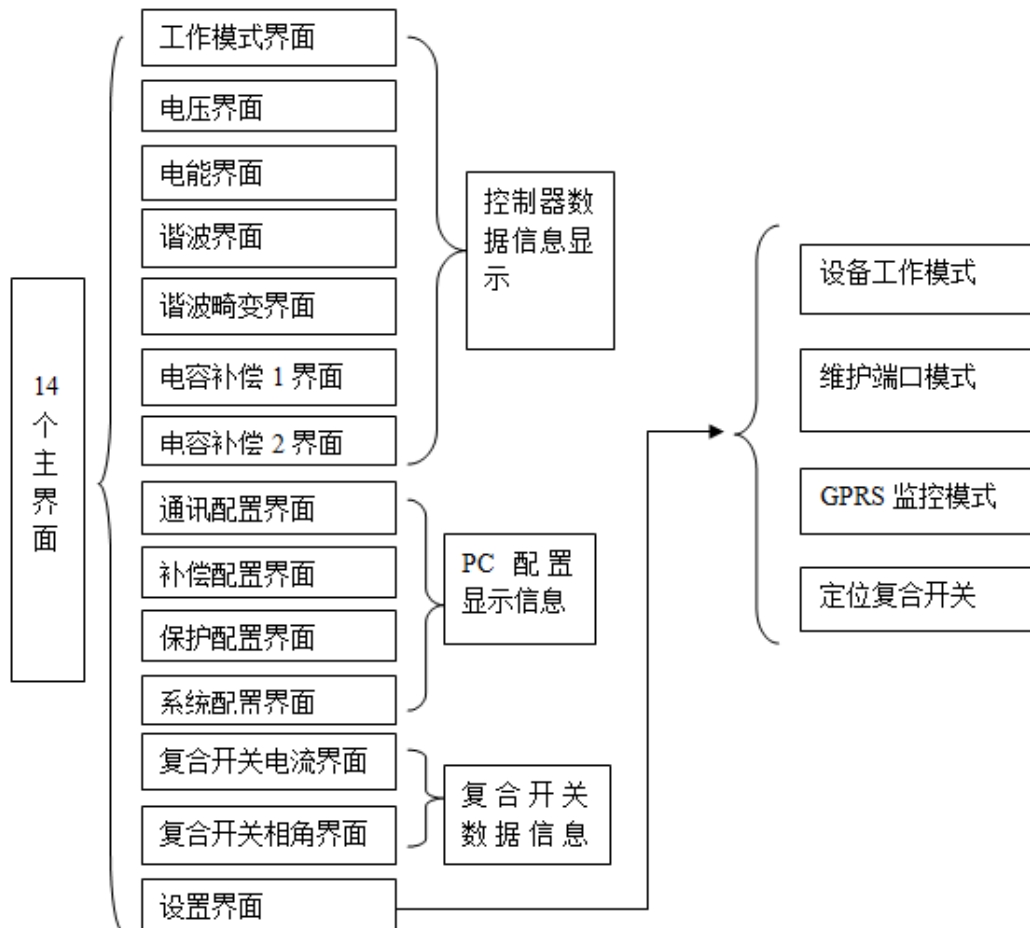 14
个
主
界
面
工作模式界面
电压界面
电能界面
谐波界面
谐波畸变界面
电容补偿 1 界面
电容补偿 2 界面
通讯配置界面
补偿配置界面
保护配置界面
系统配置界面
复合开关电流界面
复合开关相角界面
设置界面
控制器数
据信息显
示
PC 配置
显示信息
复合开关
数据信息
设备工作模式
维护端口模式
GPRS 监控模式
定位复合开关